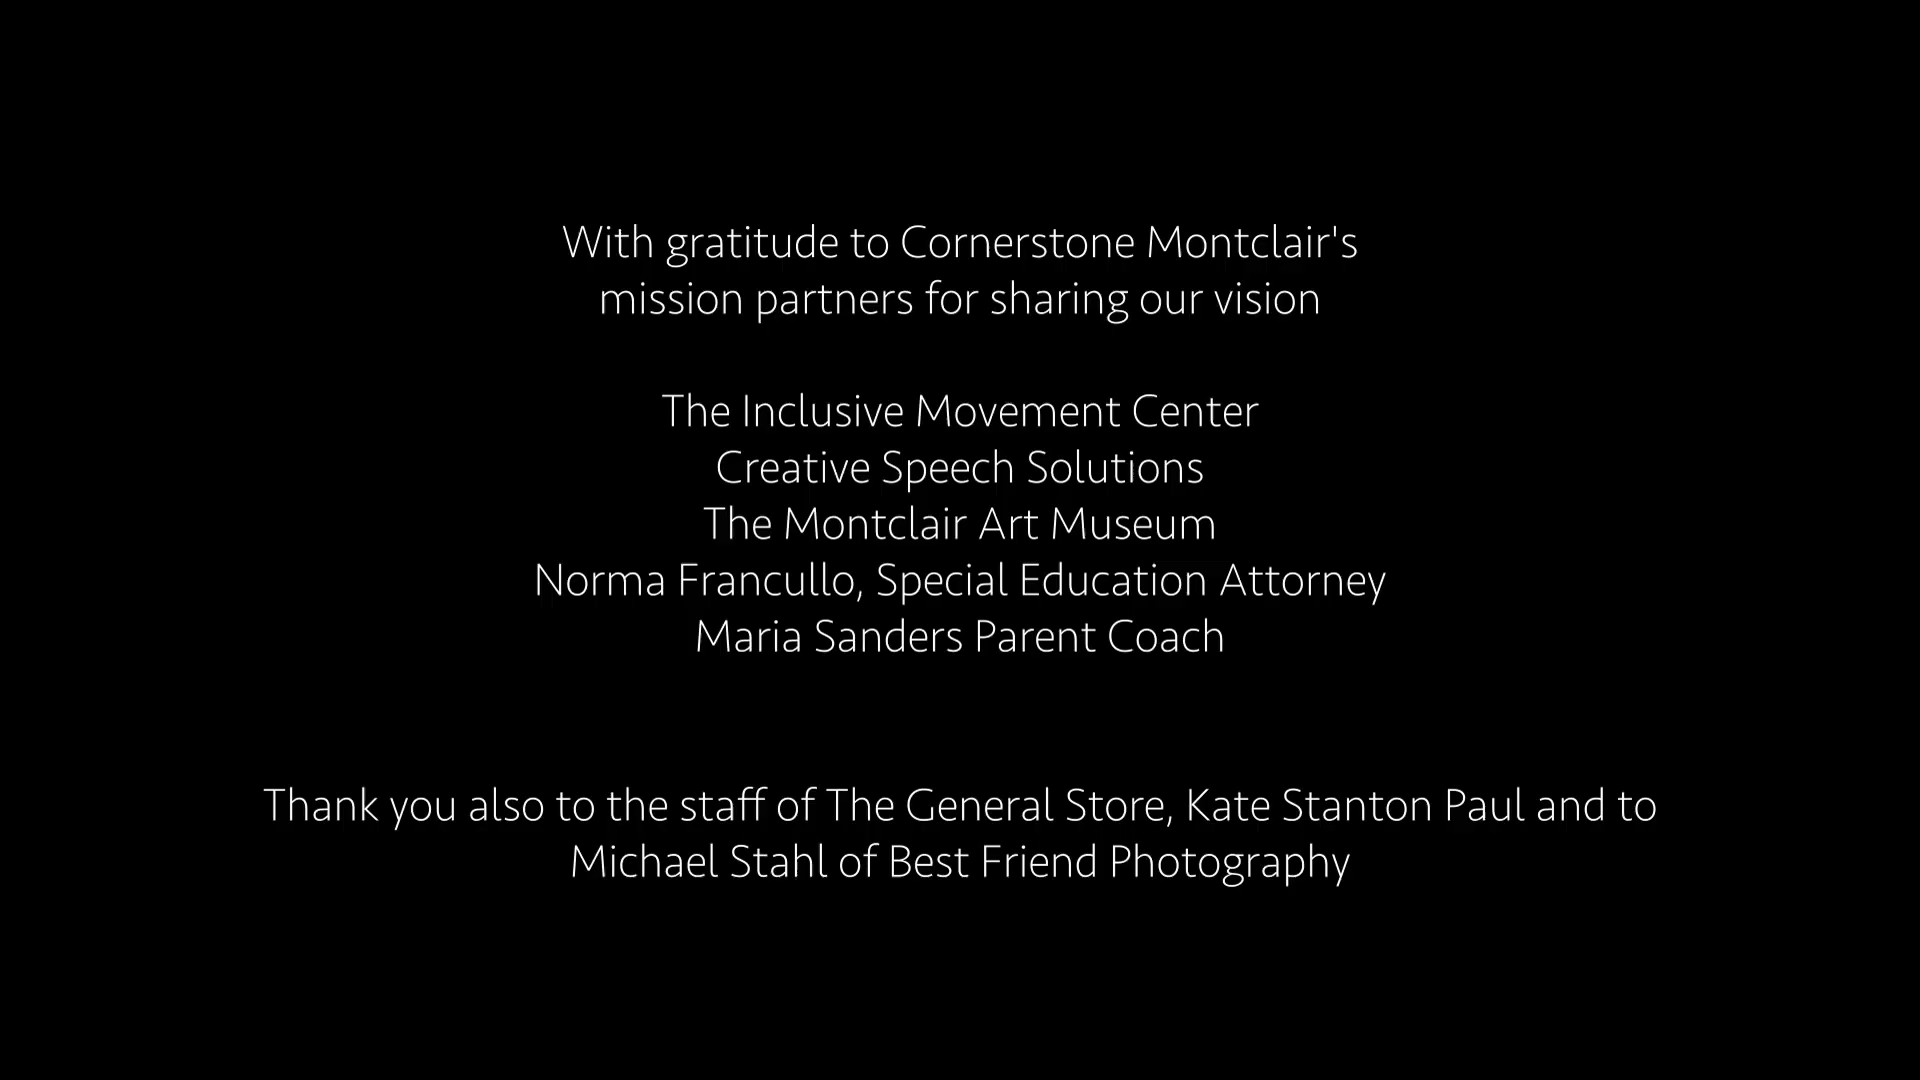 With gratitude to Cornerstone Montclair's
mission partners for sharing our vision
The Inclusive Movement Center
Creative Speech Solutions
The Montclair Art Museum
Norma Francullo, Special Education Attorney
Maria Sanders Parent Coach
Thank you also to the staff of The General Store, Kate Stanton Paul and to
Michael Stahl of Best Friend Photography